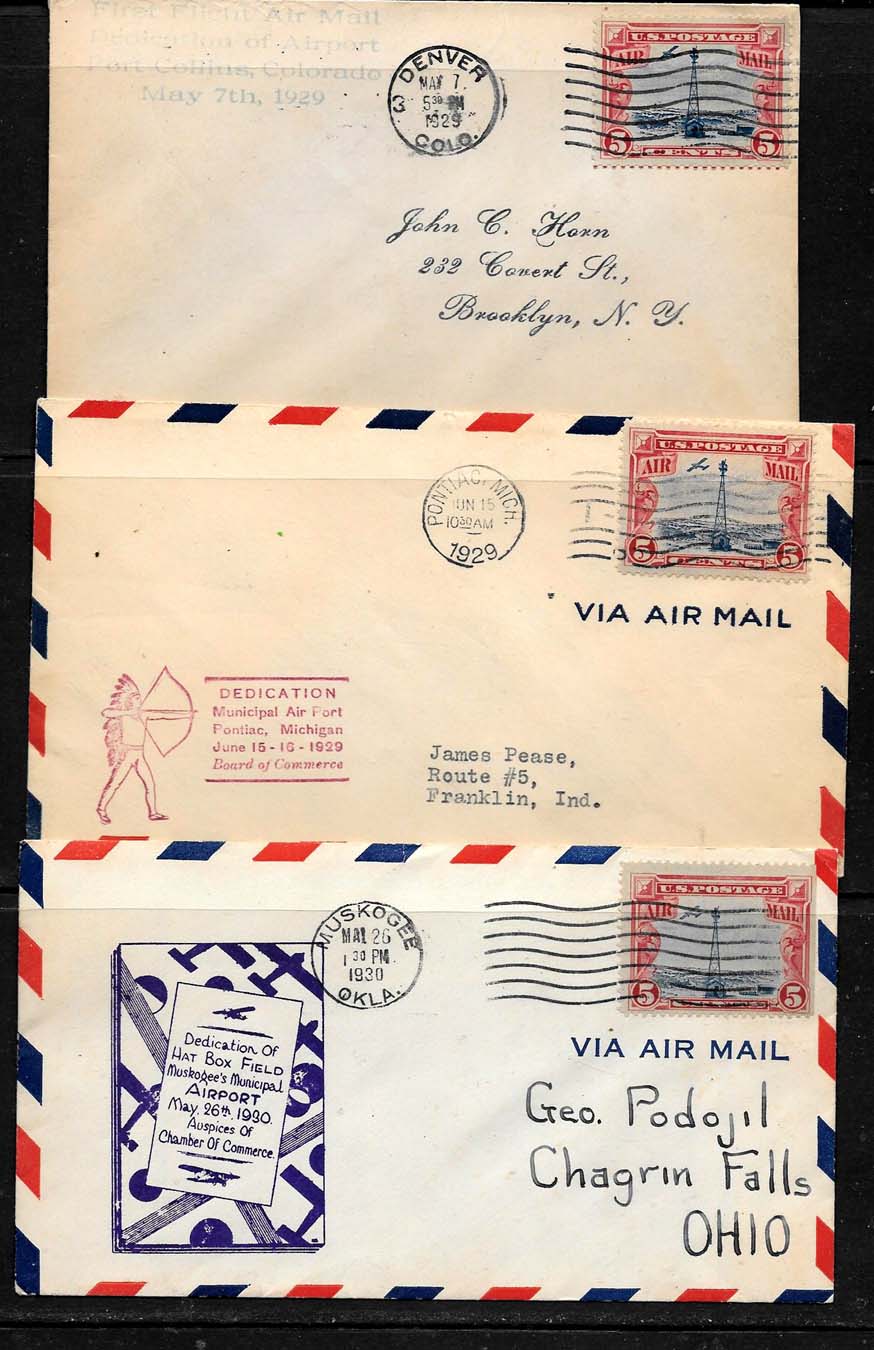 First Flight Air Mail
Dedication of Airport
Fort Collins, Colorado
May 7th, 1929
DENVER
MAY 7.
5 30 PM
1929
COLO.
3
U.S. POSTAGE
AIR MAIL
5 CENTS 5
John C. Horn
232 Covert St.,
Brooklyn, N. Y.
PONTIAC, MICH.
JUN 15
10 30 AM
1929
U.S. POSTAGE
AIR MAIL
5 CENTS 5
VIA AIR MAIL
DEDICATION
Municipal Air Port
Pontiac, Michigan
June 15-16-1929
Board of Commerce
James Pease,
Route #5,
Franklin, Ind.
MUSKOGEE
MAY 26
1 30 PM.
1930
OKLA.
U.S. POSTAGE
AIR MAIL
5 5
VIA AIR MAIL
Dedication Of
HAT BOX FIELD
Muskogee's Municipal
AIRPORT
May, 26th, 1930.
Auspices Of
Chamber Of Commerce.
Geo. Podojil
Chagrin Falls
OHIO